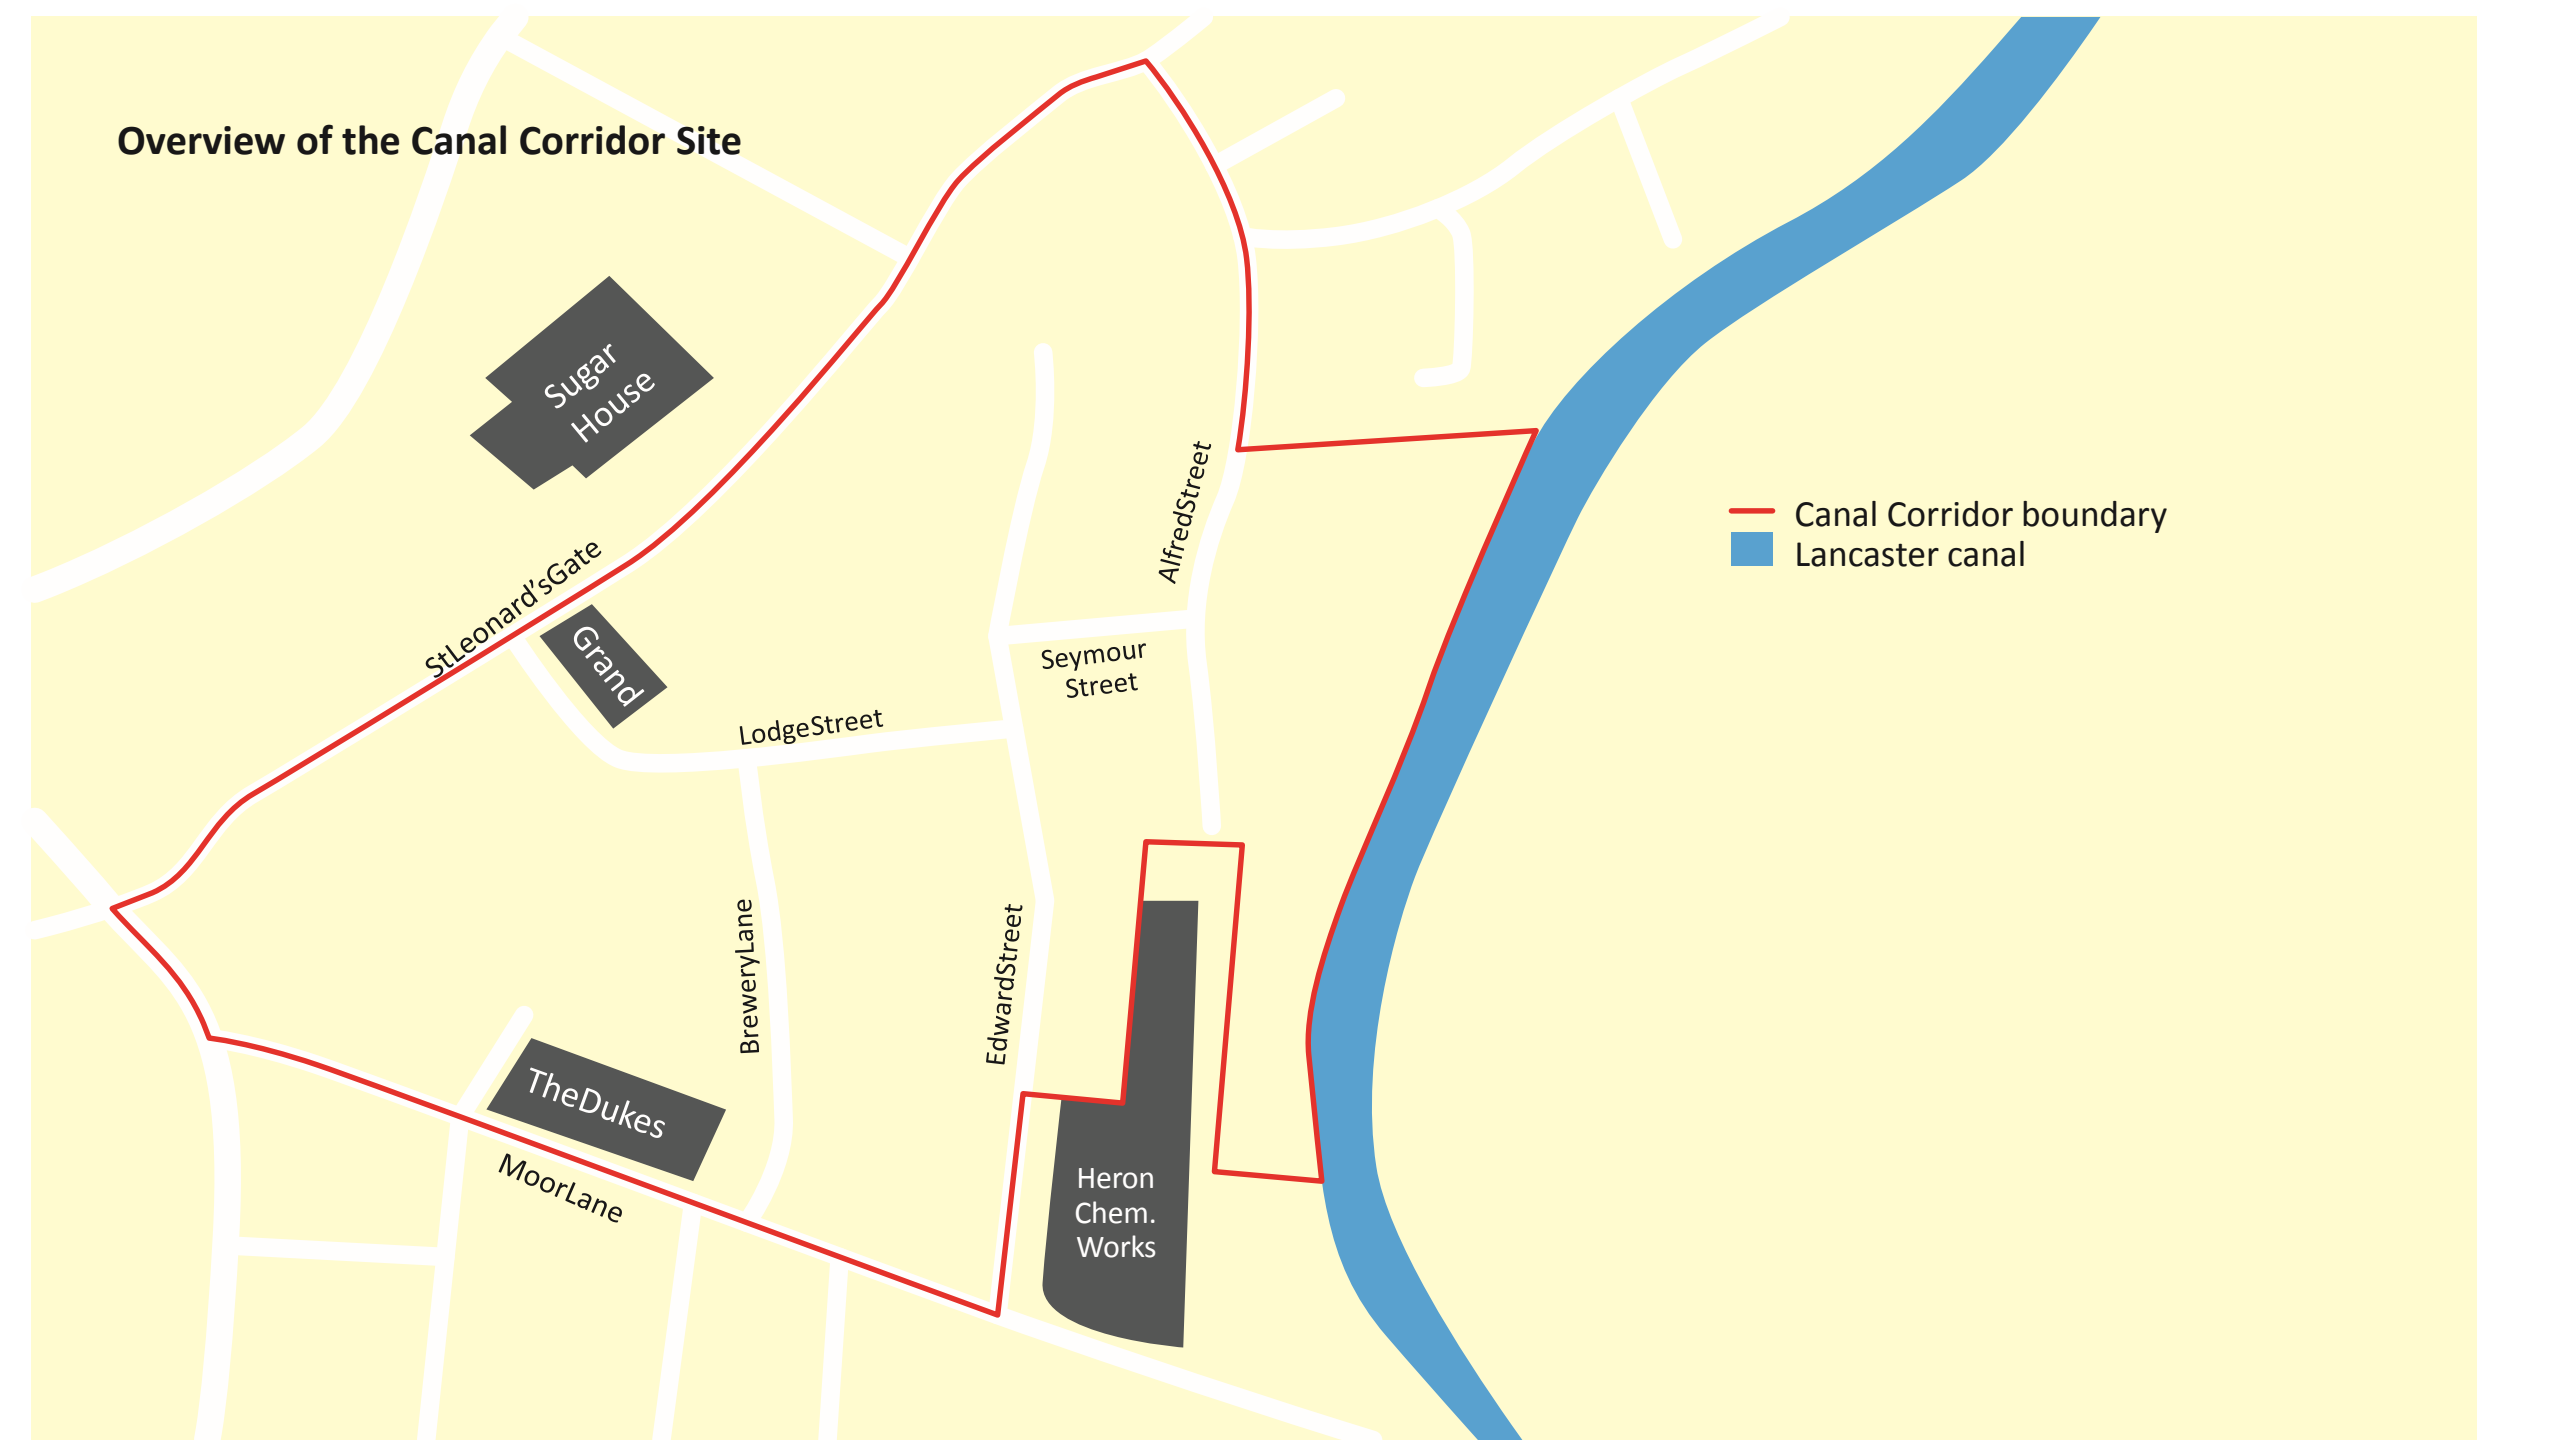 Overview of the Canal Corridor Site
Sugar
House
AlfredStreet
Canal Corridor boundary
Lancaster canal
StLeonard'sGate
Grand
Seymour
Street
LodgeStreet
BreweryLane
EdwardStreet
TheDukes
MoorLane
Heron
Chem.
Works